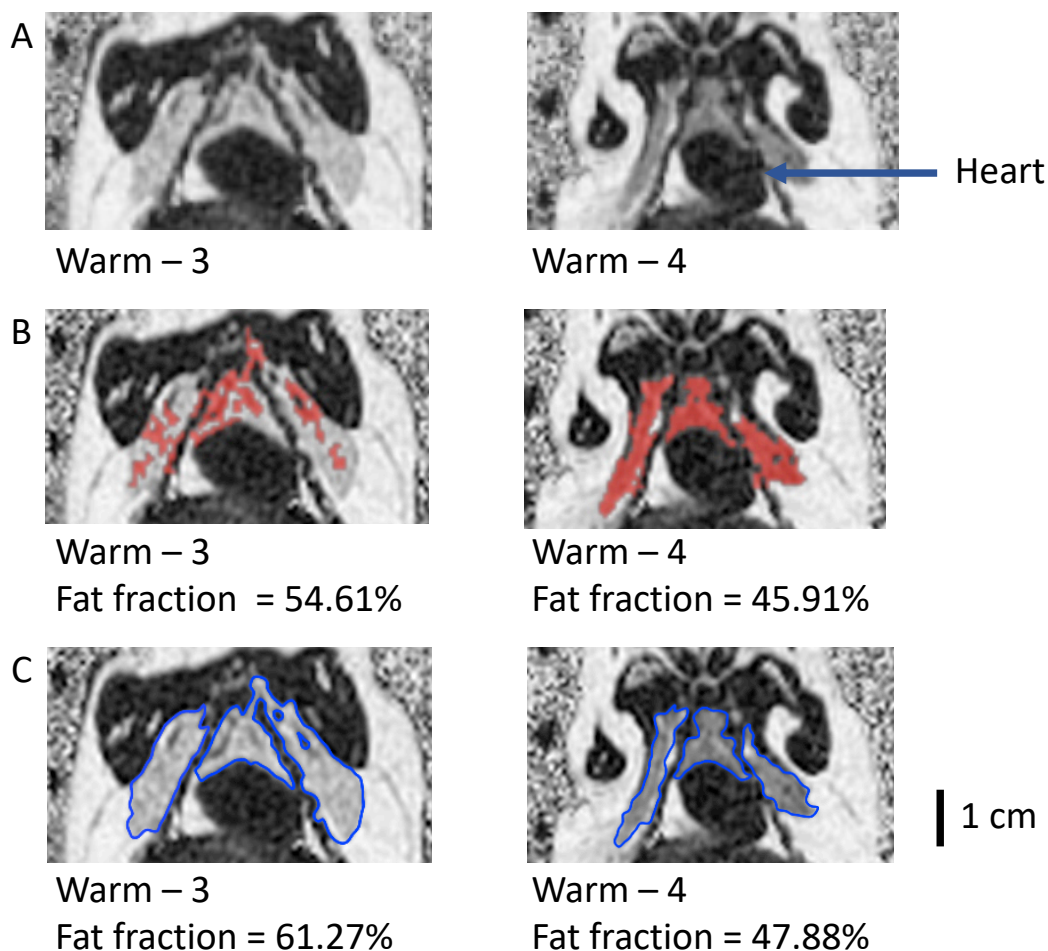 A
Heart
Warm – 3
Warm – 4
B
Warm – 3
Fat fraction = 54.61%
Warm – 4
Fat fraction = 45.91%
C
1 cm
Warm – 3
Fat fraction = 61.27%
Warm – 4
Fat fraction = 47.88%